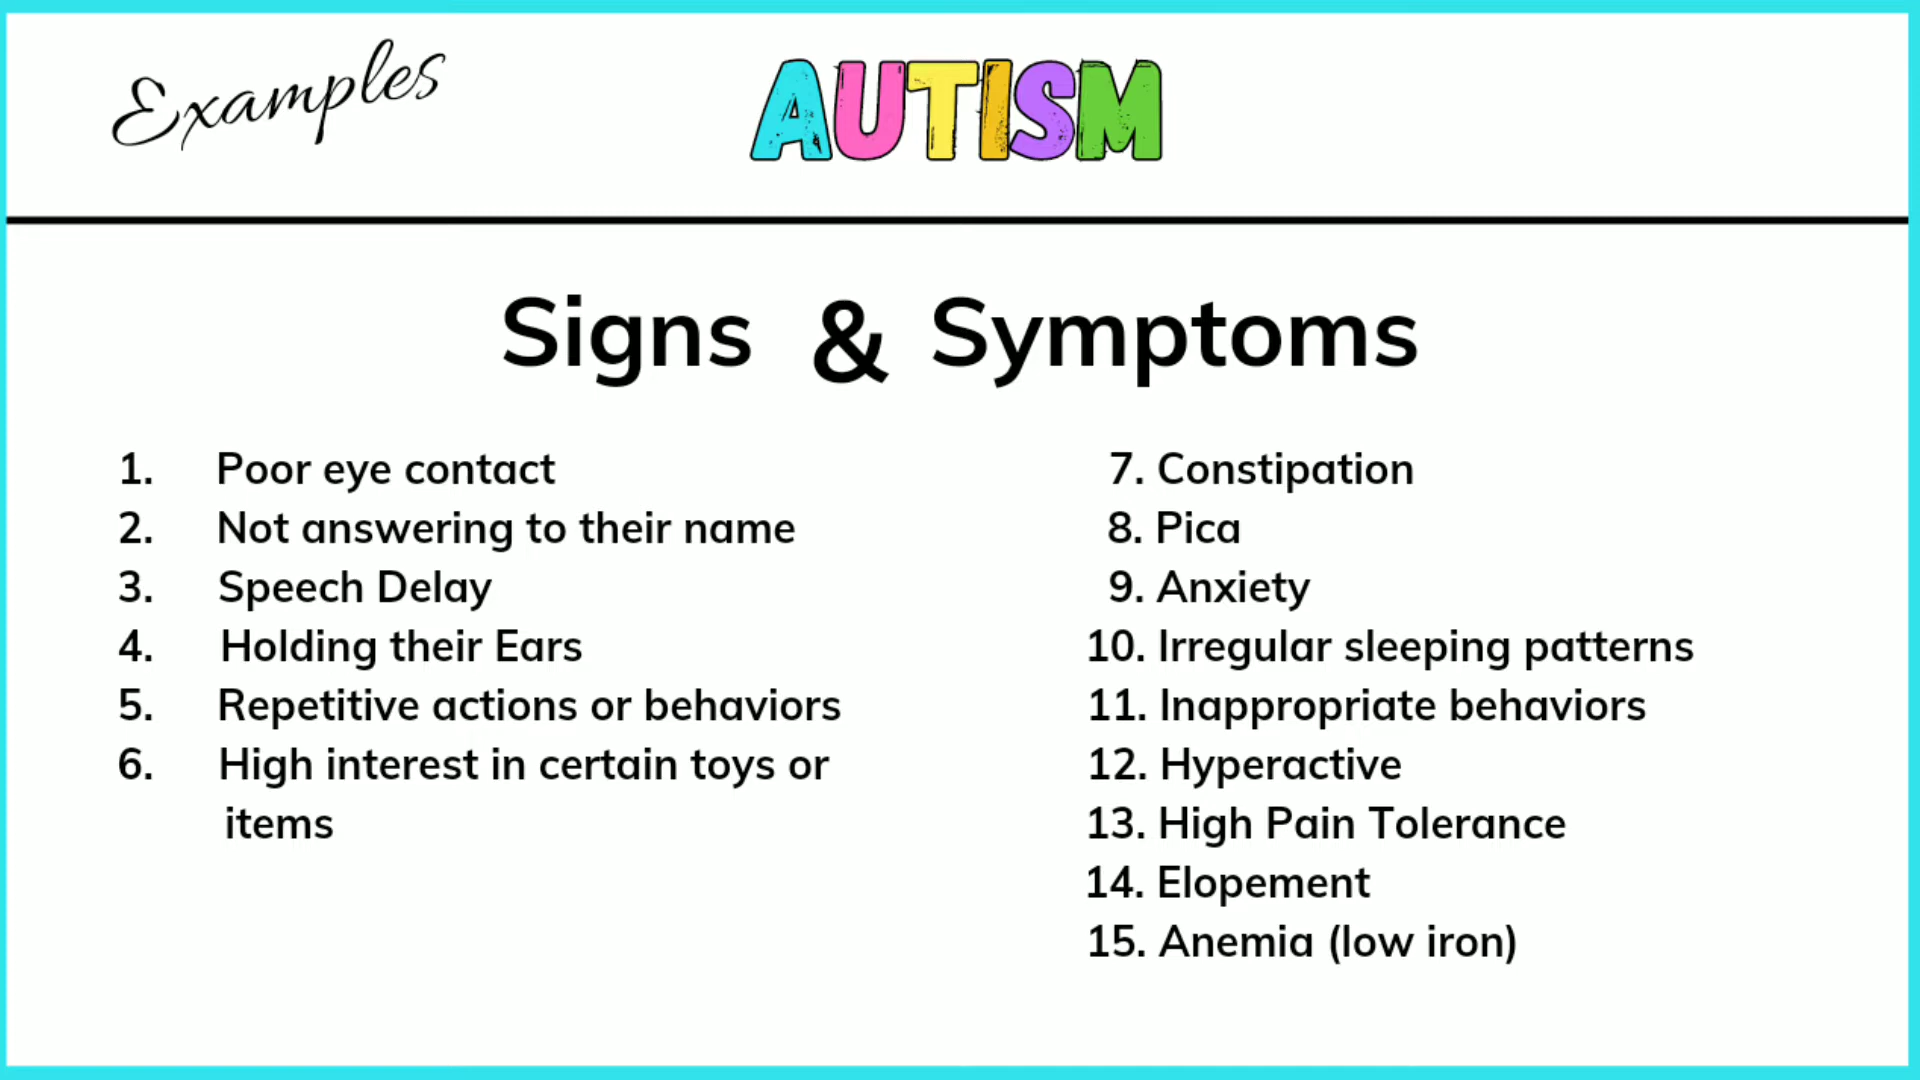 Examples
AUTISM
Signs & Symptoms
1. Poor eye contact
2. Not answering to their name
3. Speech Delay
4. Holding their Ears
5. Repetitive actions or behaviors
6. High interest in certain toys or
items
7. Constipation
8. Pica
9. Anxiety
10. Irregular sleeping patterns
11. Inappropriate behaviors
12. Hyperactive
13. High Pain Tolerance
14. Elopement
15. Anemia (low iron)